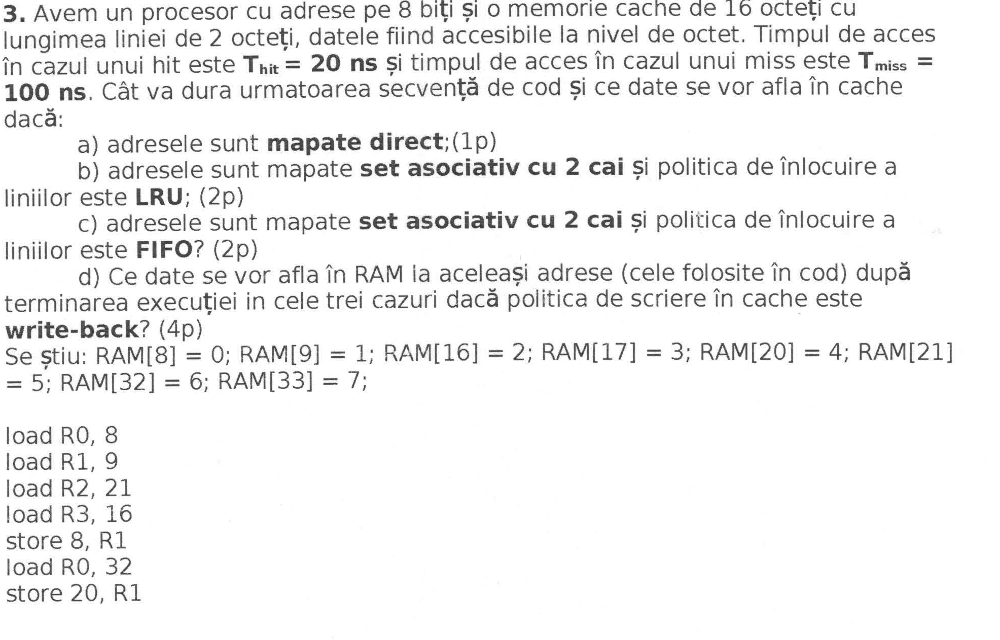 3. Avem un procesor cu adrese pe 8 biți și o memorie cache de 16 octeți cu
lungimea liniei de 2 octeți, datele fiind accesibile la nivel de octet. Timpul de acces
în cazul unui hit este Thit = 20 ns și timpul de acces în cazul unui miss este Tmiss =
100 ns. Cât va dura urmatoarea secvență de cod și ce date se vor afla în cache
dacă:
a) adresele sunt mapate direct;(1p)
b) adresele sunt mapate set asociativ cu 2 cai și politica de înlocuire a
liniilor este LRU; (2p)
c) adresele sunt mapate set asociativ cu 2 cai și politica de înlocuire a
liniilor este FIFO? (2p)
d) Ce date se vor afla în RAM la aceleași adrese (cele folosite în cod) după
terminarea execuției in cele trei cazuri dacă politica de scriere în cache este
write-back? (4p)
Se știu: RAM[8] = 0; RAM[9] = 1; RAM[16] = 2; RAM[17] = 3; RAM[20] = 4; RAM[21]
= 5; RAM[32] = 6; RAM[33] = 7;
load R0, 8
load R1, 9
load R2, 21
load R3, 16
store 8, R1
load R0, 32
store 20, R1